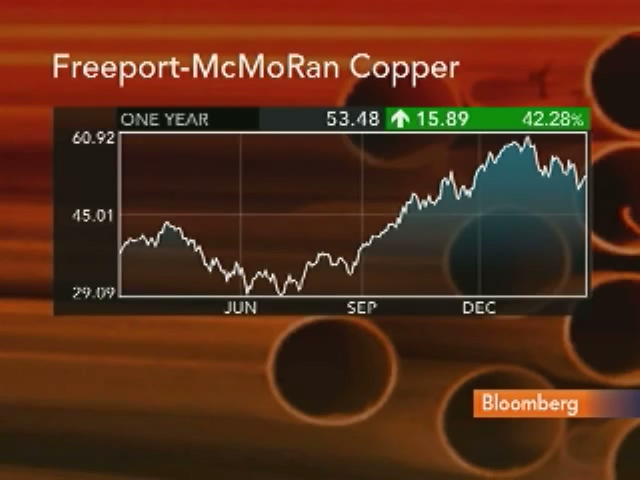 Freeport-McMoRan Copper
ONE YEAR 53.48 15.89 42.28%
60.92
45.01
29.09
JUN SEP DEC
Bloomberg